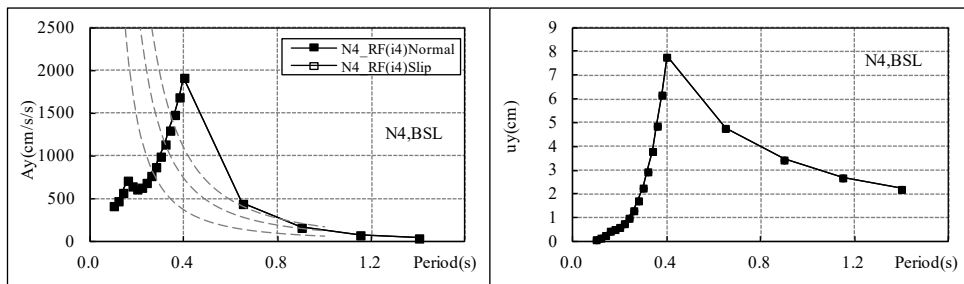 2500
2000
1500
1000
500
0
Ay(cm/s/s)
N4_RF(i4)Normal
N4_RF(i4)Slip
N4,BSL
0.0 0.4 0.8 1.2 Period(s)
9
8
7
6
5
4
3
2
1
0
uy(cm)
N4,BSL
0.0 0.4 0.8 1.2 Period(s)